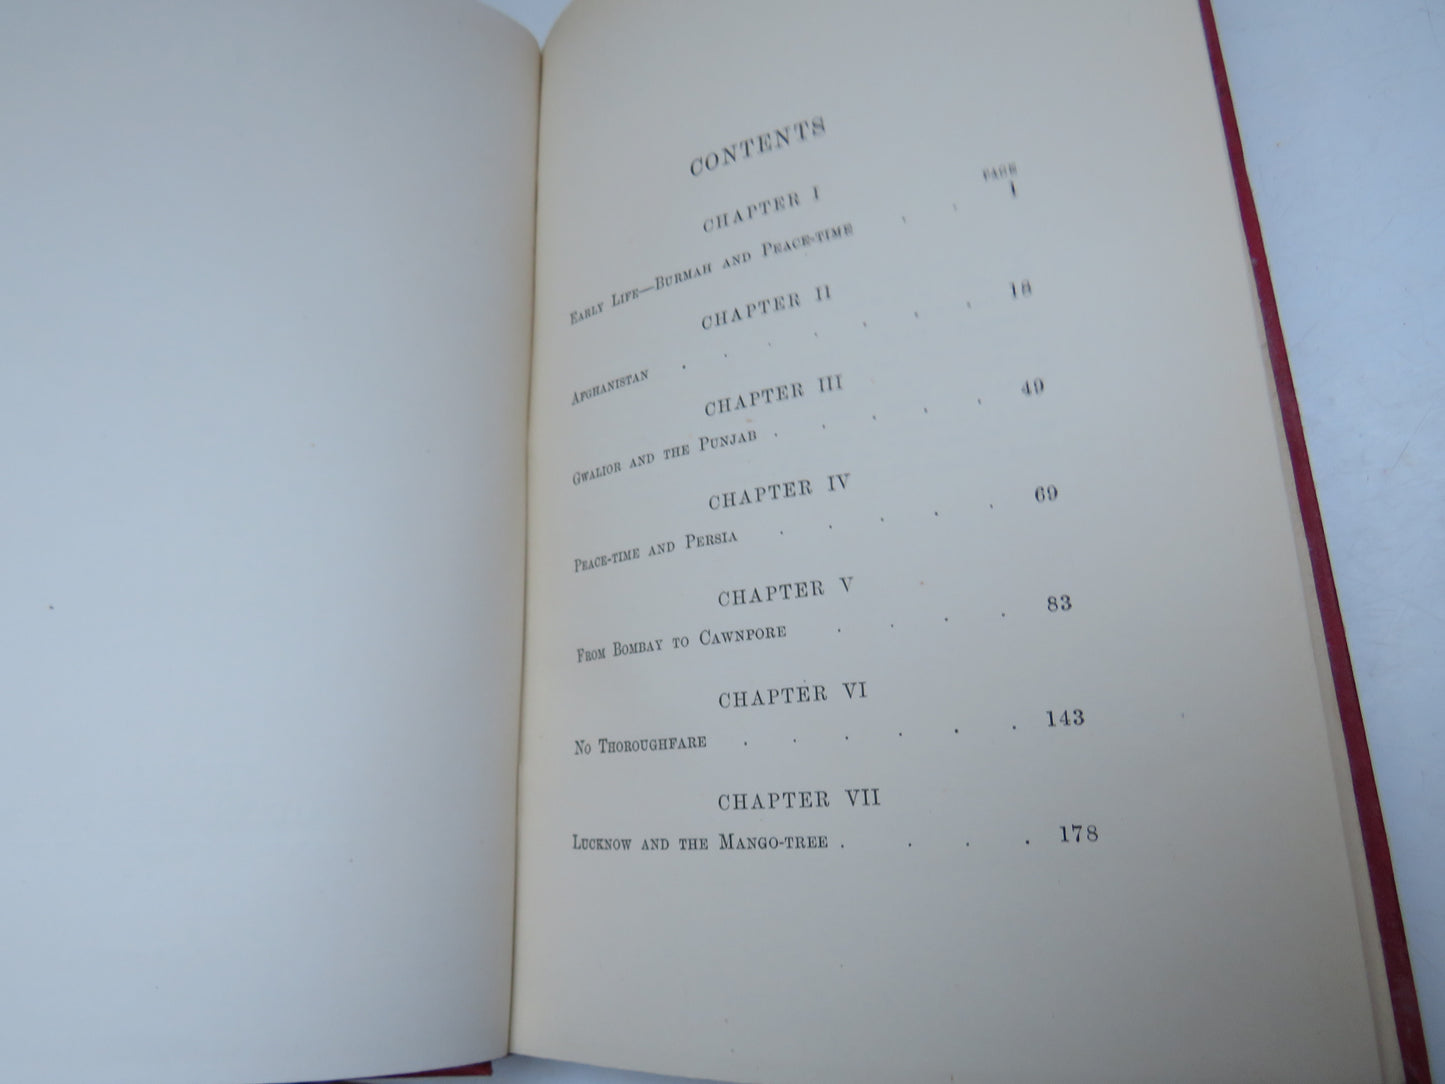 CONTENTS
PAGE
CHAPTER I
EARLY LIFE—BURMAH AND PEACE-TIME . . 1
CHAPTER II
AFGHANISTAN . . . . . . . 18
CHAPTER III
GWALIOR AND THE PUNJAB . . . . . 49
CHAPTER IV
PEACE-TIME AND PERSIA . . . . . 69
CHAPTER V
FROM BOMBAY TO CAWNPORE . . . . 83
CHAPTER VI
NO THOROUGHFARE . . . . . . 143
CHAPTER VII
LUCKNOW AND THE MANGO-TREE . . . . 178